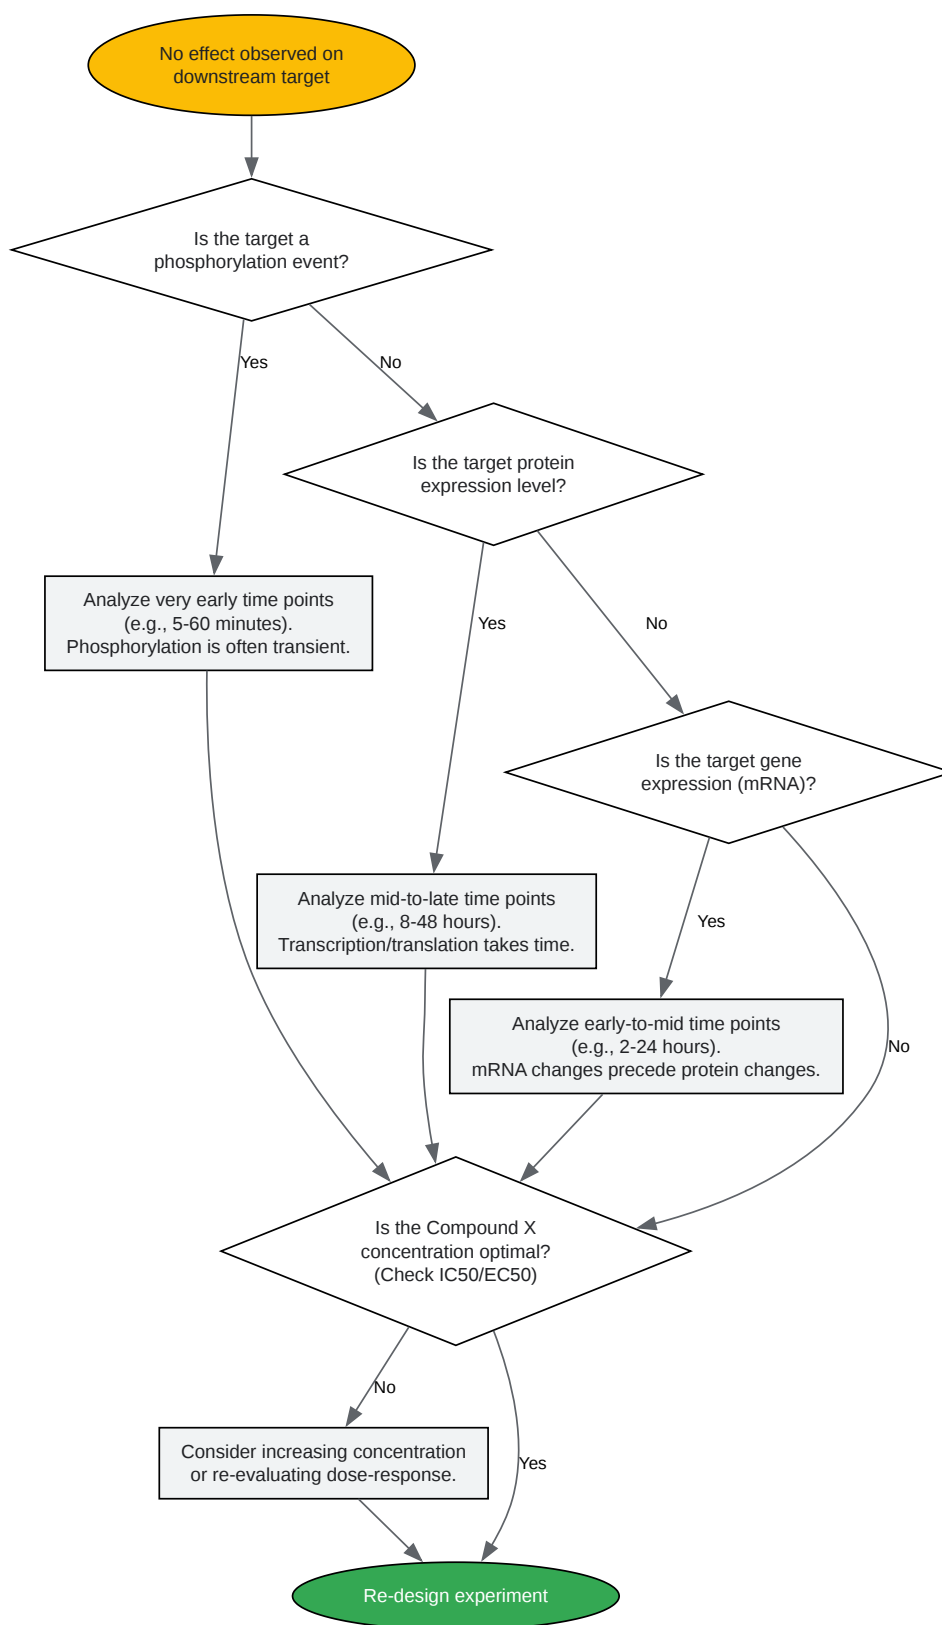 No effect observed on
downstream target
Is the target a
phosphorylation event?
Yes
No
Is the target protein
expression level?
Yes
No
Analyze very early time points
(e.g., 5-60 minutes).
Phosphorylation is often transient.
Is the target gene
expression (mRNA)?
Analyze mid-to-late time points
(e.g., 8-48 hours).
Transcription/translation takes time.
Yes
No
Analyze early-to-mid time points
(e.g., 2-24 hours).
mRNA changes precede protein changes.
Is the Compound X
concentration optimal?
(Check IC50/EC50)
No
Yes
Consider increasing concentration
or re-evaluating dose-response.
Re-design experiment